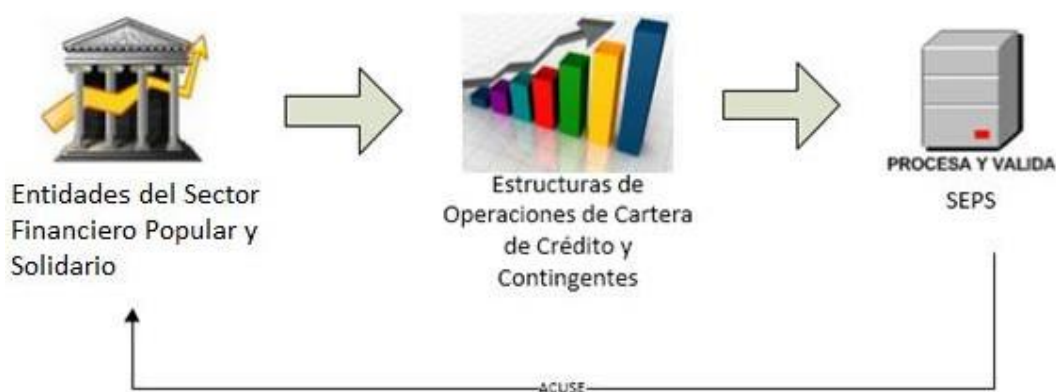 Entidades del Sector
Financiero Popular y
Solidario
Estructuras de
Operaciones de Cartera
de Crédito y
Contingentes
PROCESA Y VALIDA
SEPS
ACUSE